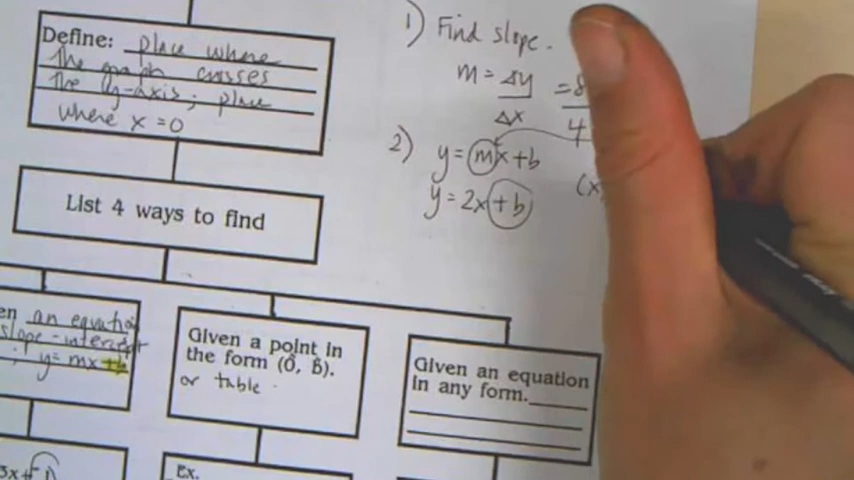 Define: place where
the graph crosses
the y-axis; place
where x = 0
List 4 ways to find
an equation
slope-intercept
; y = mx + b
Given a point in
the form (0, B).
or table
Given an equation
in any form.
Ex.
1) Find slope.
m = Δy = 8
Δx 4
2) y = mx + b
y = 2x + b
(x,